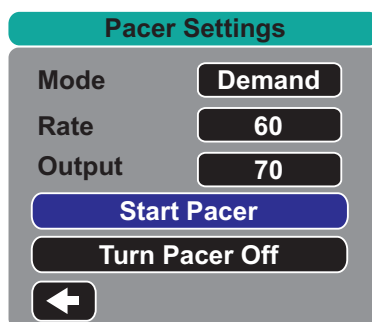 Pacer Settings
Mode Demand
Rate 60
Output 70
Start Pacer
Turn Pacer Off